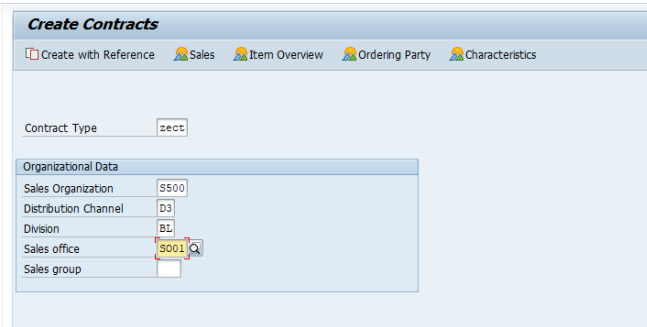 Create Contracts
Create with Reference Sales Item Overview Ordering Party Characteristics
Contract Type zect
Organizational Data
Sales Organization S500
Distribution Channel D3
Division BL
Sales office S001
Sales group